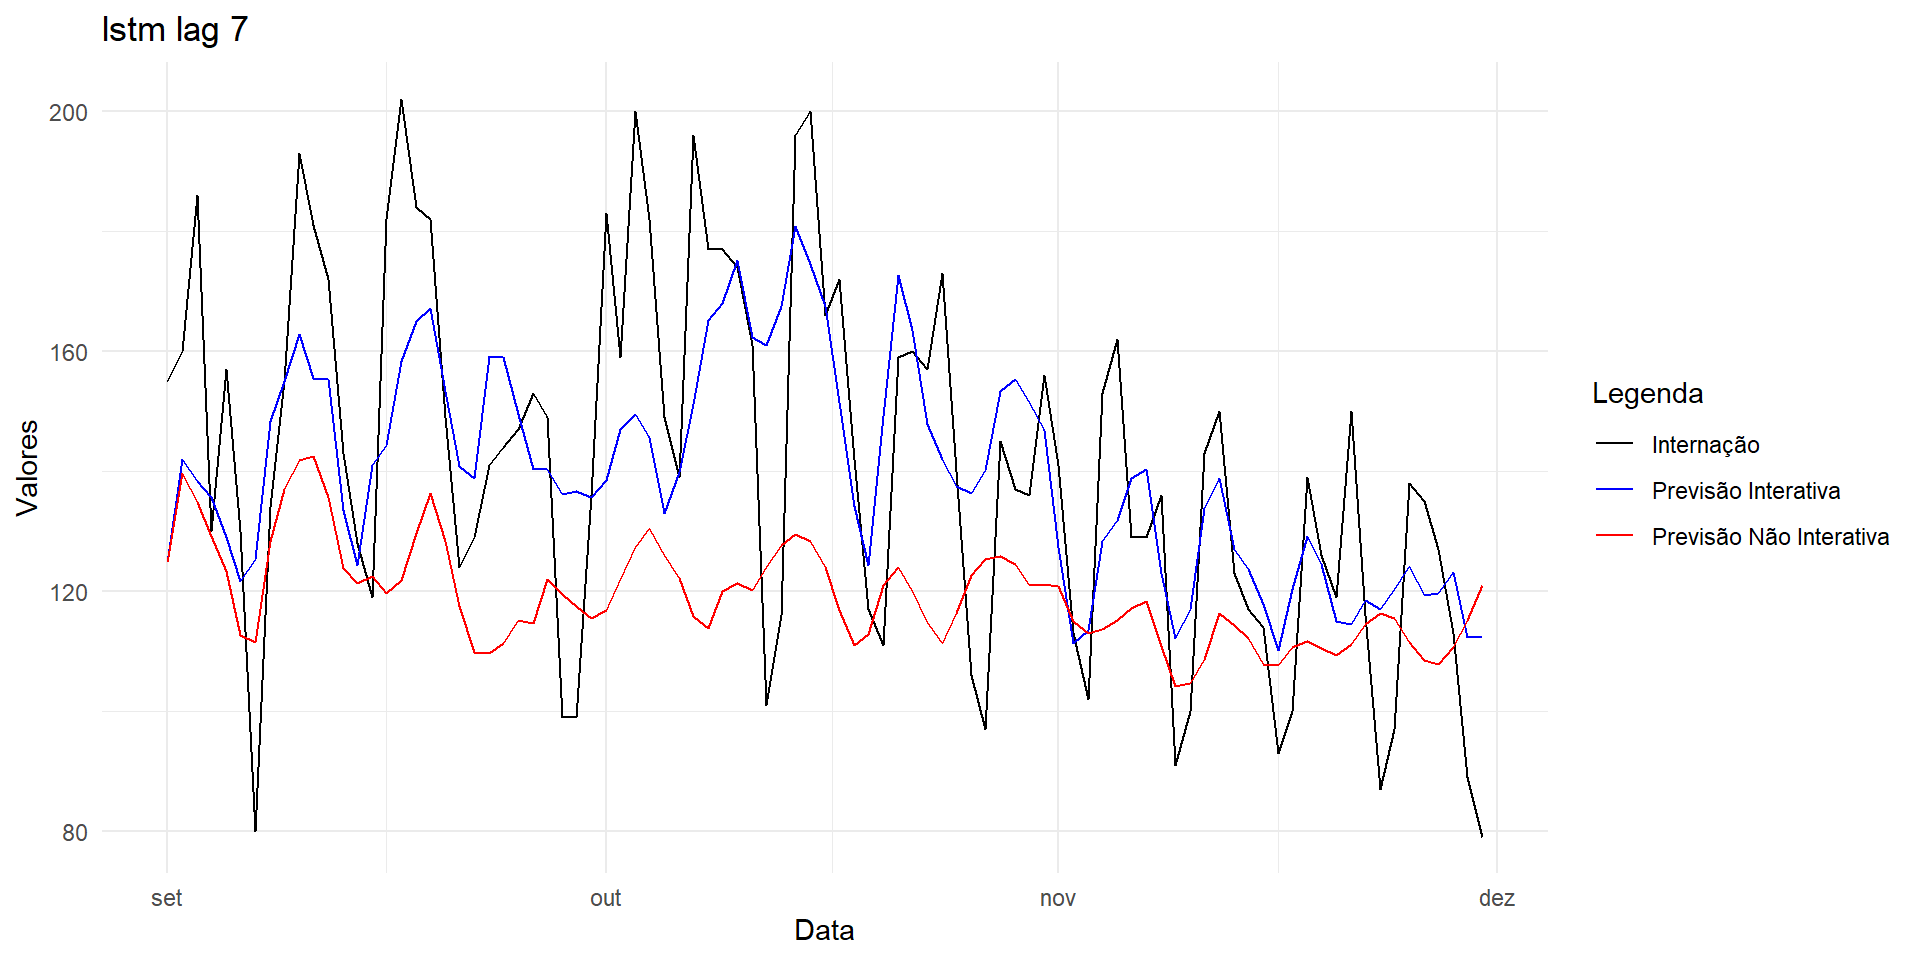 lstm lag 7
200
160
120
80
Valores
set
out
nov
dez
Data
Legenda
Internação
Previsão Interativa
Previsão Não Interativa